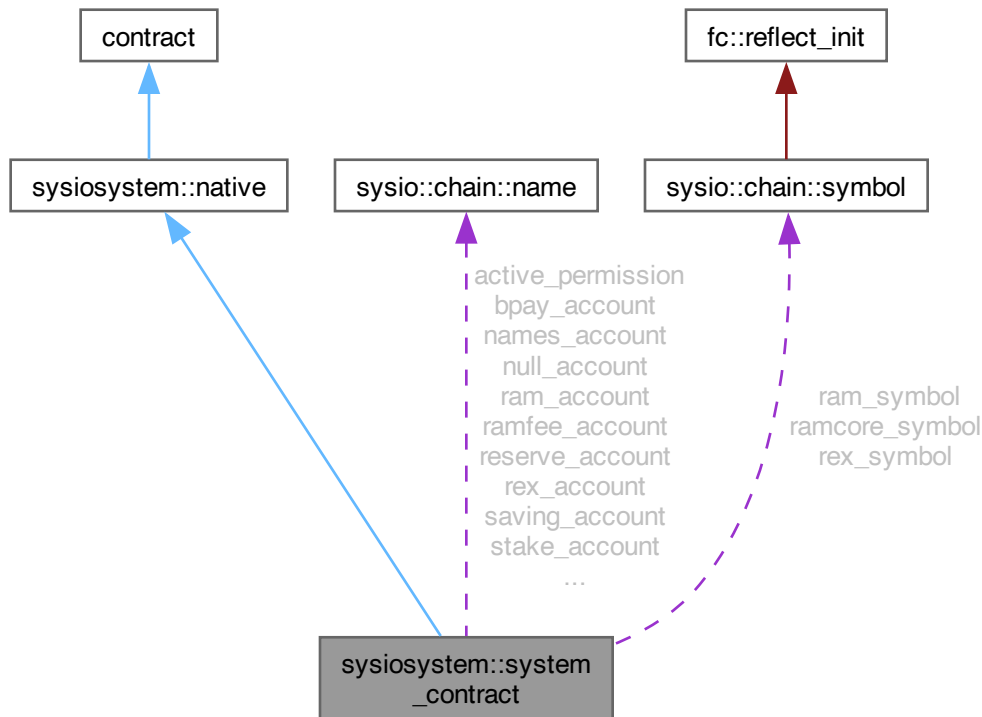 contract
fc::reflect_init
sysiosystem::native
sysio::chain::name
sysio::chain::symbol
active_permission
bpay_account
names_account
null_account
ram_account
ramfee_account
reserve_account
rex_account
saving_account
stake_account
...
ram_symbol
ramcore_symbol
rex_symbol
sysiosystem::system
_contract